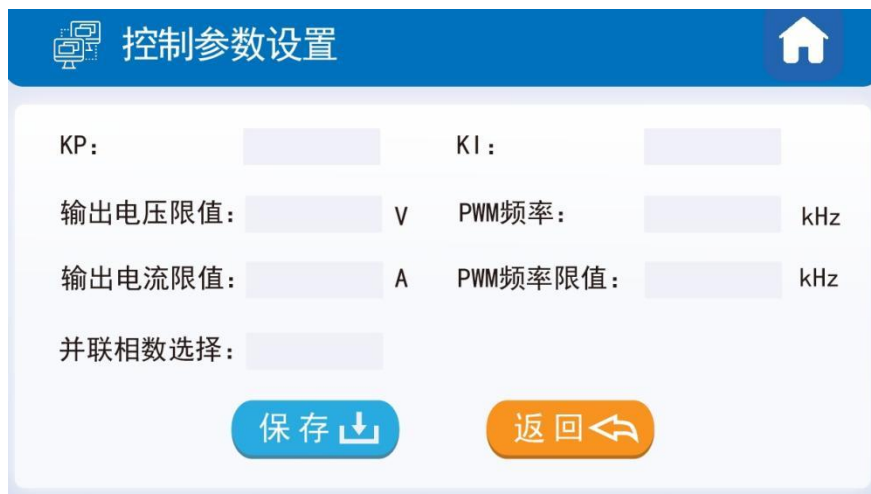 控制参数设置
KP: KI:
输出电压限值: V PWM频率: kHz
输出电流限值: A PWM频率限值: kHz
并联相数选择:
保存 返回